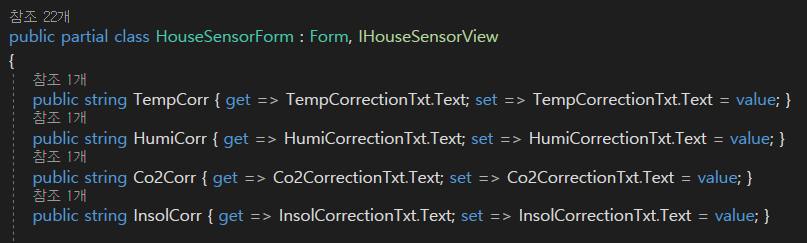 참조 22개
public partial class HouseSensorForm : Form, IHouseSensorView
{
참조 1개
public string TempCorr { get => TempCorrectionTxt.Text; set => TempCorrectionTxt.Text = value; }
참조 1개
public string HumiCorr { get => HumiCorrectionTxt.Text; set => HumiCorrectionTxt.Text = value; }
참조 1개
public string Co2Corr { get => Co2CorrectionTxt.Text; set => Co2CorrectionTxt.Text = value; }
참조 1개
public string InsolCorr { get => InsolCorrectionTxt.Text; set => InsolCorrectionTxt.Text = value; }